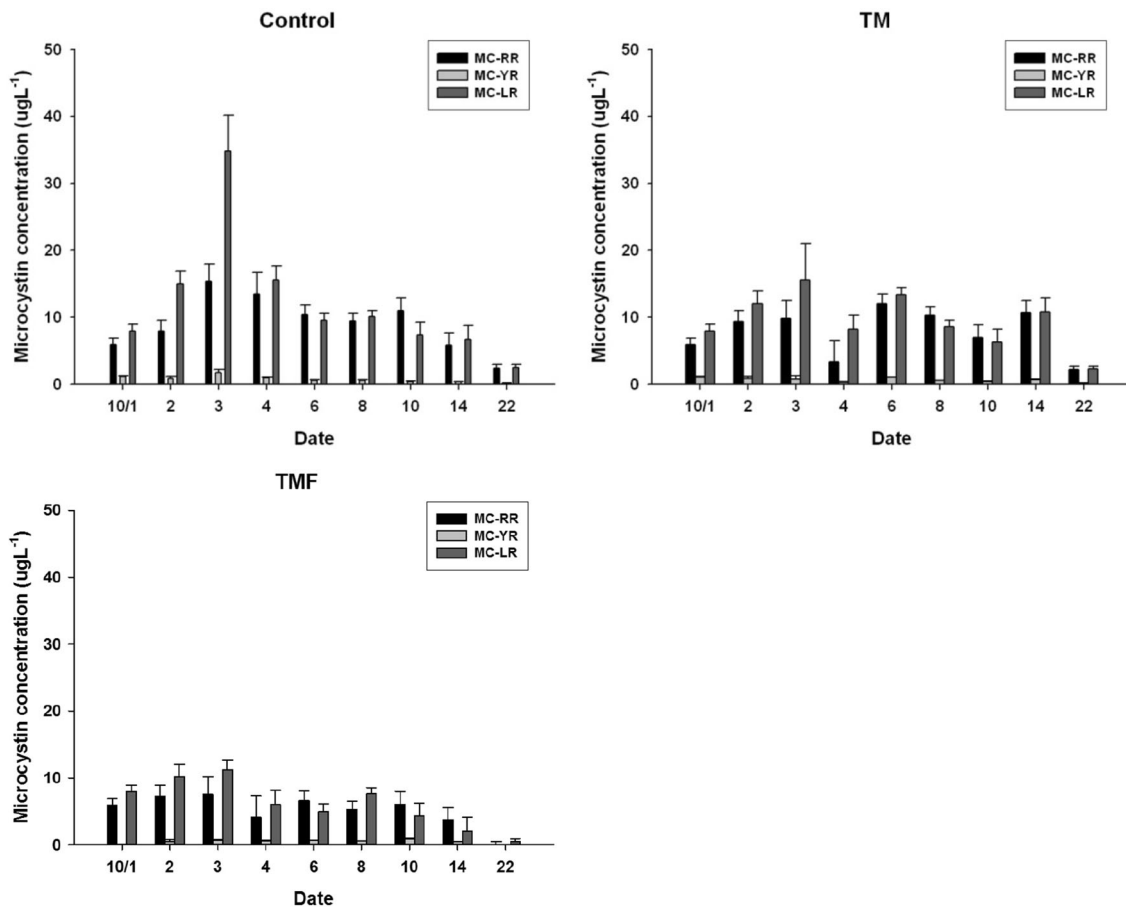 Control
Microcystin concentration (ugL-1)
50
40
30
20
10
0
MC-RR
MC-YR
MC-LR
10/1 2 3 4 6 8 10 14 22
Date
TM
Microcystin concentration (ugL-1)
50
40
30
20
10
0
MC-RR
MC-YR
MC-LR
10/1 2 3 4 6 8 10 14 22
Date
TMF
Microcystin concentration (ugL-1)
50
40
30
20
10
0
MC-RR
MC-YR
MC-LR
10/1 2 3 4 6 8 10 14 22
Date